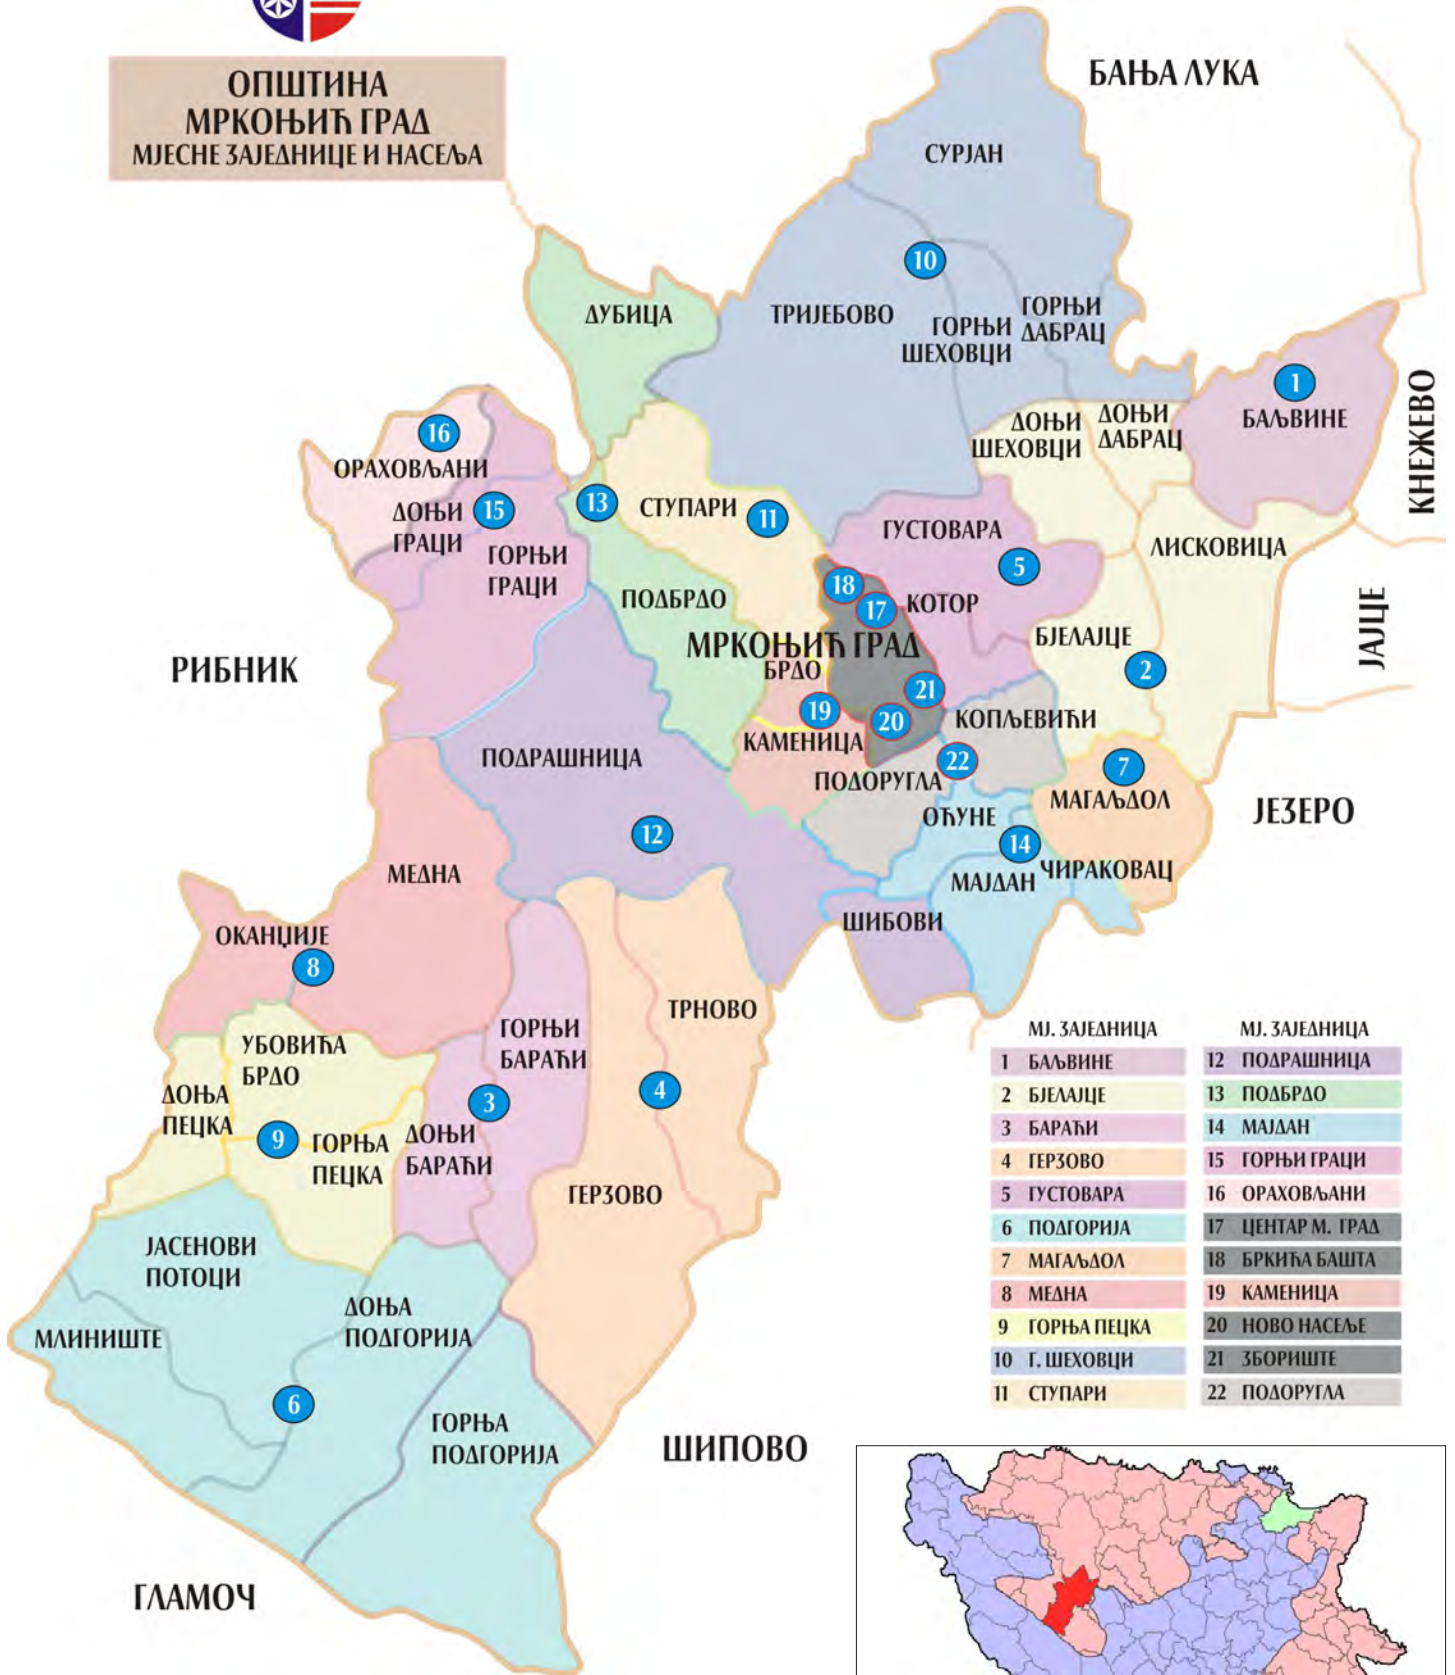 ОПШТИНА
МРКОЊИЋ ГРАД
МЈЕСНЕ ЗАЈЕДНИЦЕ И НАСЕЉА
БАЊА ЛУКА
СУРЈАН
10
ДУБИЦА
ТРИЈЕБОВО
ГОРЊИ
ШЕХОВЦИ
ГОРЊИ
ДАБРАЦ
1
БАЉВИНЕ
КНЕЖЕВО
16
ОРАХОВЉАНИ
ДОЊИ
ШЕХОВЦИ
ДОЊИ
ДАБРАЦ
ДОЊИ
ГРАЦИ
15
13
СТУПАРИ
11
ГУСТОВАРА
ЛИСКОВИЦА
ГОРЊИ
ГРАЦИ
5
ПОДБРДО
18
17
КОТОР
ЈАЈЦЕ
МРКОЊИЋ ГРАД
БЈЕЛАЈЦЕ
2
РИБНИК
БРДО
19
21
20
КОПЉЕВИЋИ
ПОДРАШНИЦА
КАМЕНИЦА
22
7
ПОДОРУГЛА
МАГАЉДОЛ
ЈЕЗЕРО
12
ОЋУНЕ
14
МЕДНА
МАЈДАН
ЧИРАКОВАЦ
ШИБОВИ
ОКАНЏИЈЕ
8
ТРНОВО
УБОВИЋА
БРДО
ГОРЊИ
БАРАЋИ
ДОЊА
ПЕЦКА
3
4
9
ГОРЊА
ПЕЦКА
ДОЊИ
БАРАЋИ
ГЕРЗОВО
ЈАСЕНОВИ
ПОТОЦИ
МЛИНИШТЕ
ДОЊА
ПОДГОРИЈА
6
ГОРЊА
ПОДГОРИЈА
ШИПОВО
ГЛАМОЧ
МЈ. ЗАЈЕДНИЦА
1 БАЉВИНЕ
2 БЈЕЛАЈЦЕ
3 БАРАЋИ
4 ГЕРЗОВО
5 ГУСТОВАРА
6 ПОДГОРИЈА
7 МАГАЉДОЛ
8 МЕДНА
9 ГОРЊА ПЕЦКА
10 Г. ШЕХОВЦИ
11 СТУПАРИ
МЈ. ЗАЈЕДНИЦА
12 ПОДРАШНИЦА
13 ПОДБРДО
14 МАЈДАН
15 ГОРЊИ ГРАЦИ
16 ОРАХОВЉАНИ
17 ЦЕНТАР М. ГРАД
18 БРКИЋА БАШТА
19 КАМЕНИЦА
20 НОВО НАСЕЉЕ
21 ЗБОРИШТЕ
22 ПОДОРУГЛА